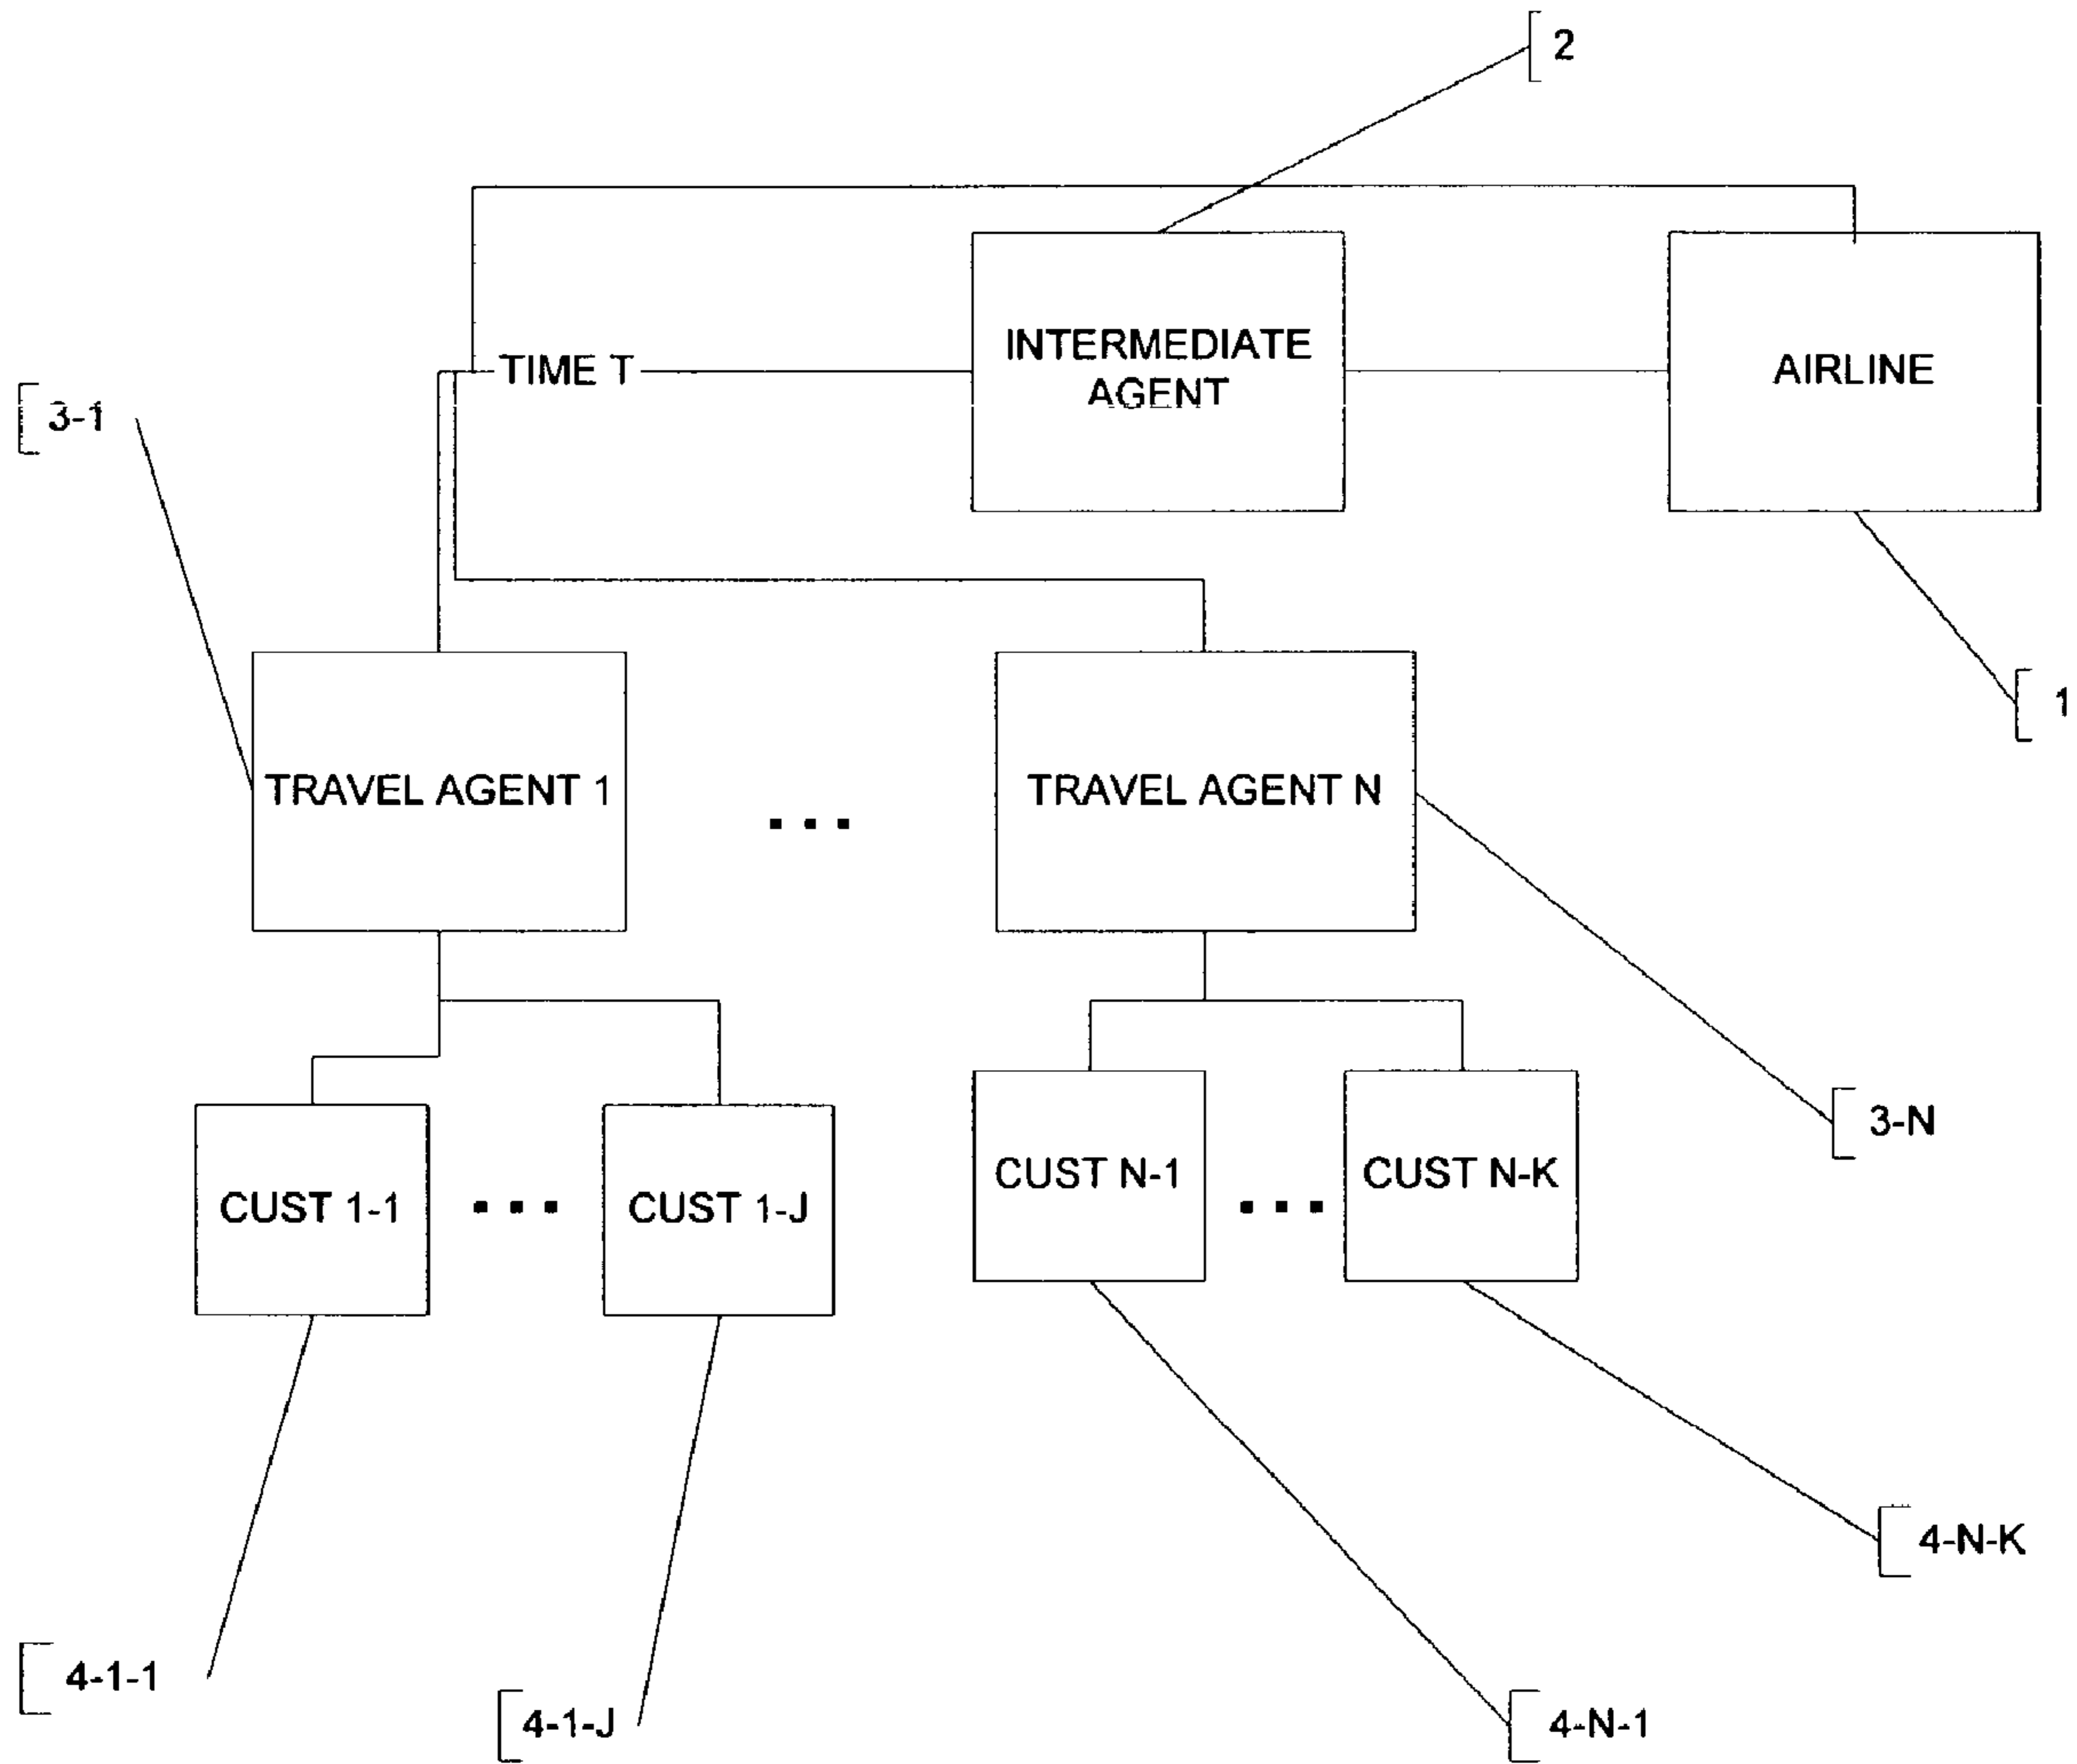 2
INTERMEDIATE
AGENT
AIRLINE
TIME T
3-1
1
TRAVEL AGENT 1
...
TRAVEL AGENT N
3-N
CUST 1-1
...
CUST 1-J
CUST N-1
...
CUST N-K
4-N-K
4-1-1
4-1-J
4-N-1